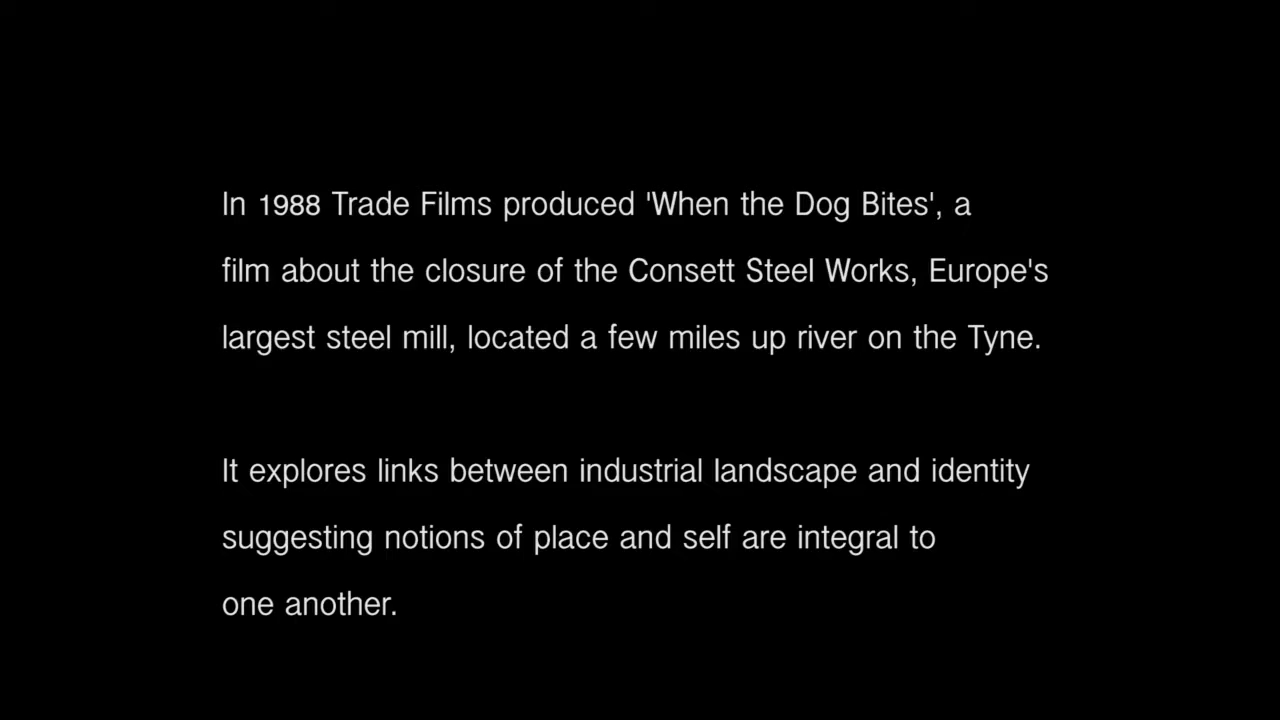 In 1988 Trade Films produced 'When the Dog Bites', a
film about the closure of the Consett Steel Works, Europe's
largest steel mill, located a few miles up river on the Tyne.
It explores links between industrial landscape and identity
suggesting notions of place and self are integral to
one another.